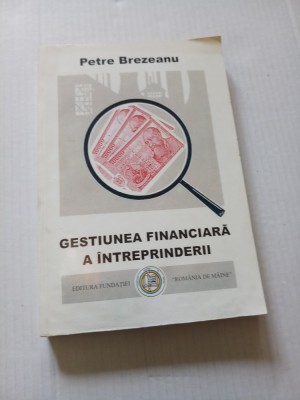 Petre Brezeanu
GESTIUNEA FINANCIARĂ
A ÎNTREPRINDERII
EDITURA FUNDAȚIEI "ROMÂNIA DE MÂINE"